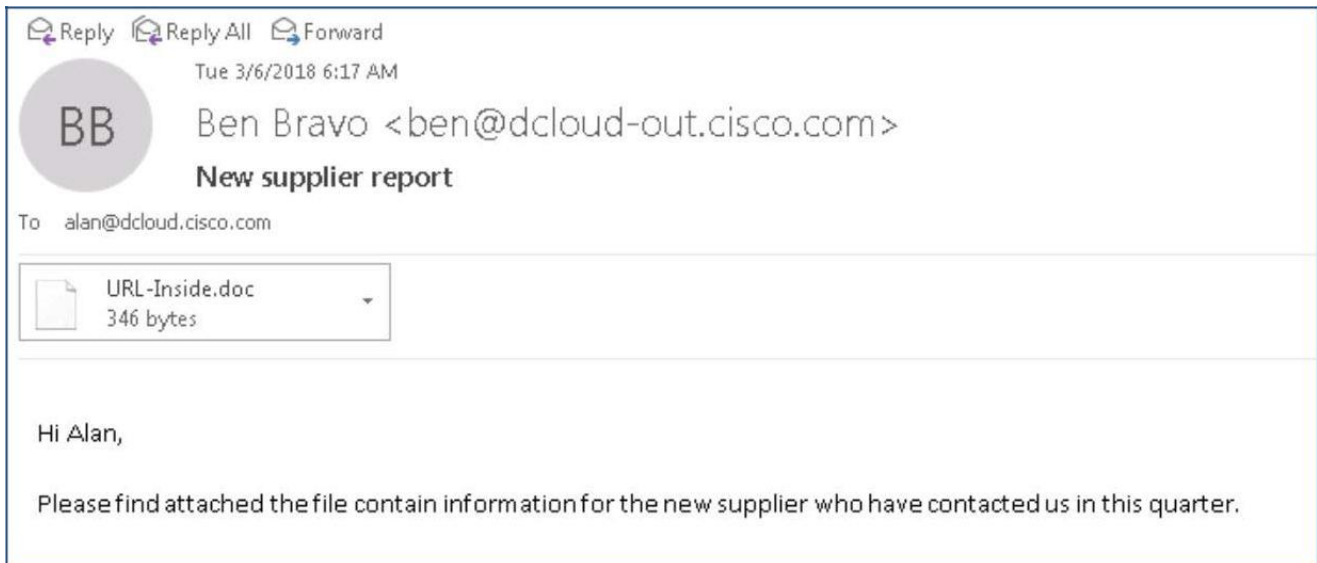 Reply Reply All Forward
Tue 3/6/2018 6:17 AM
BB
Ben Bravo <ben@dcloud-out.cisco.com>
New supplier report
To alan@dcloud.cisco.com
URL-Inside.doc
346 bytes
Hi Alan,
Please find attached the file contain information for the new supplier who have contacted us in this quarter.